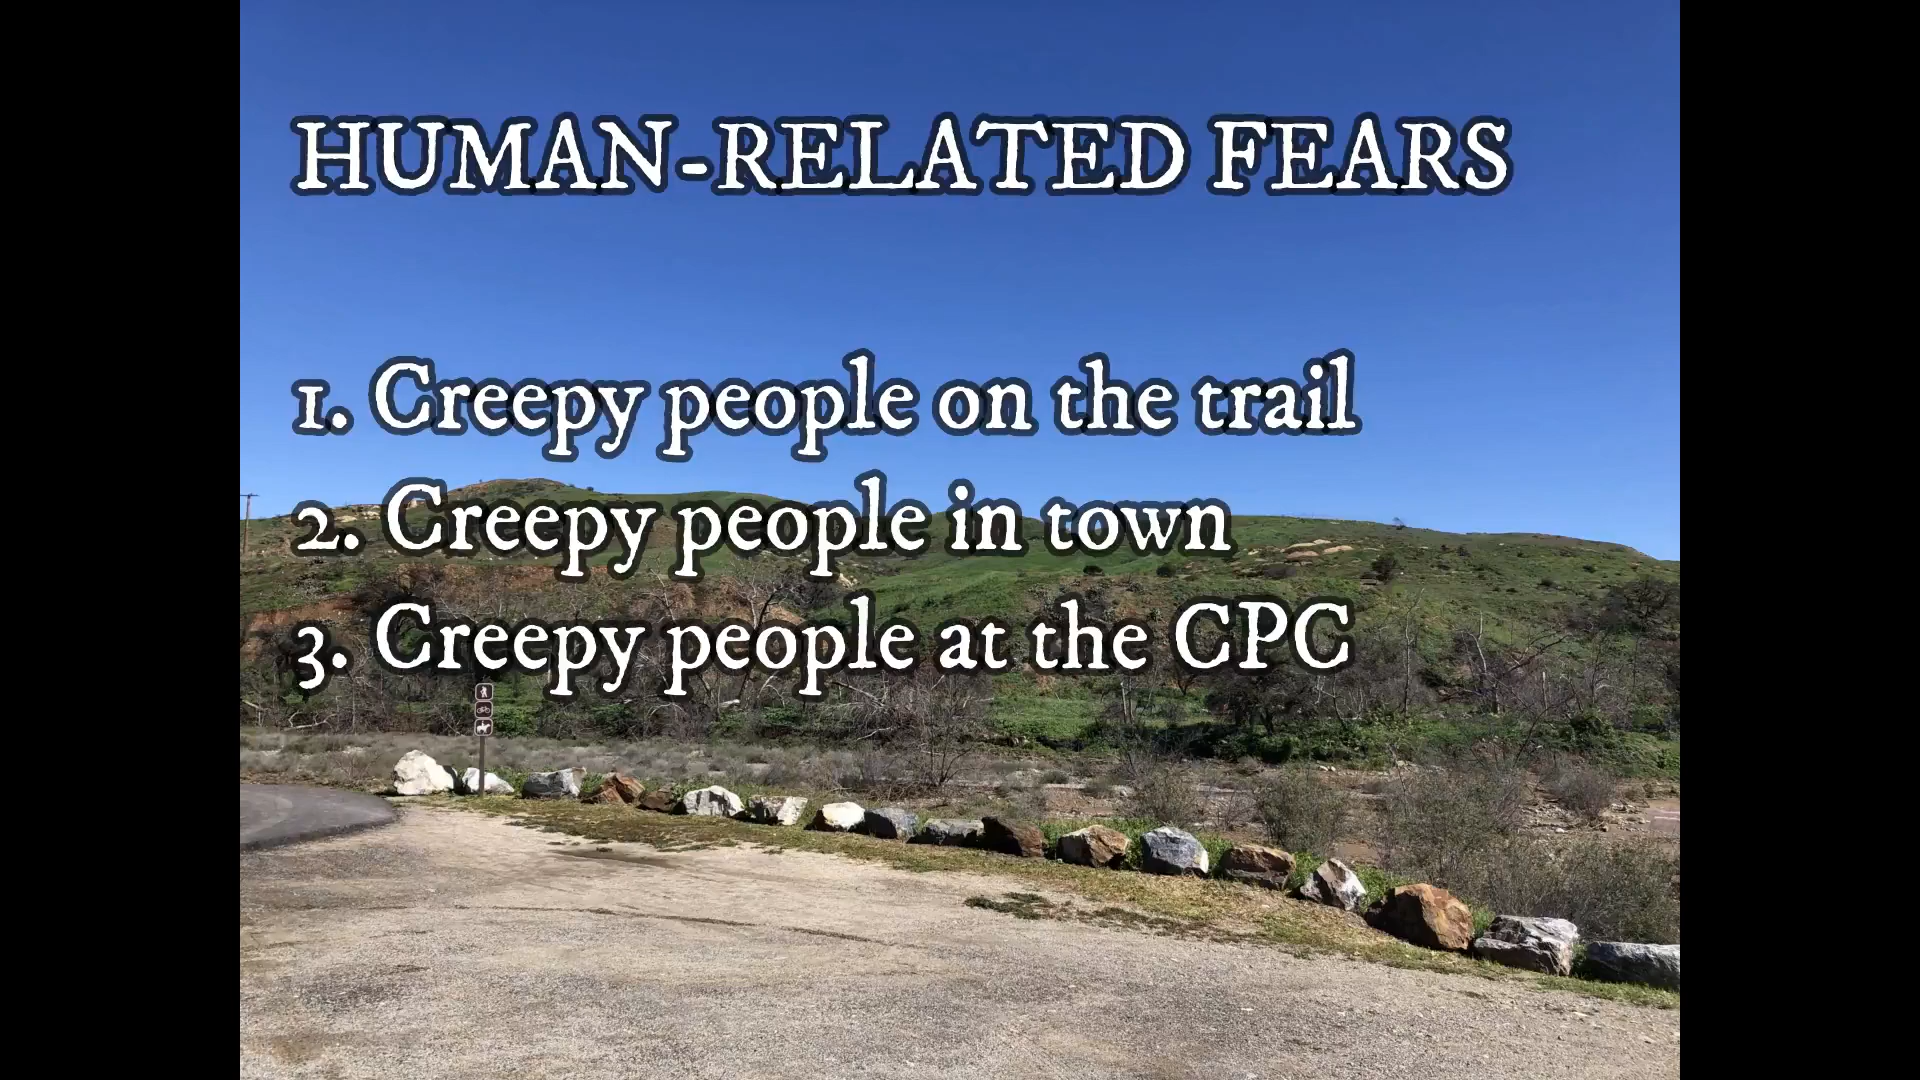 HUMAN-RELATED FEARS
1. Creepy people on the trail
2. Creepy people in town
3. Creepy people at the CPC